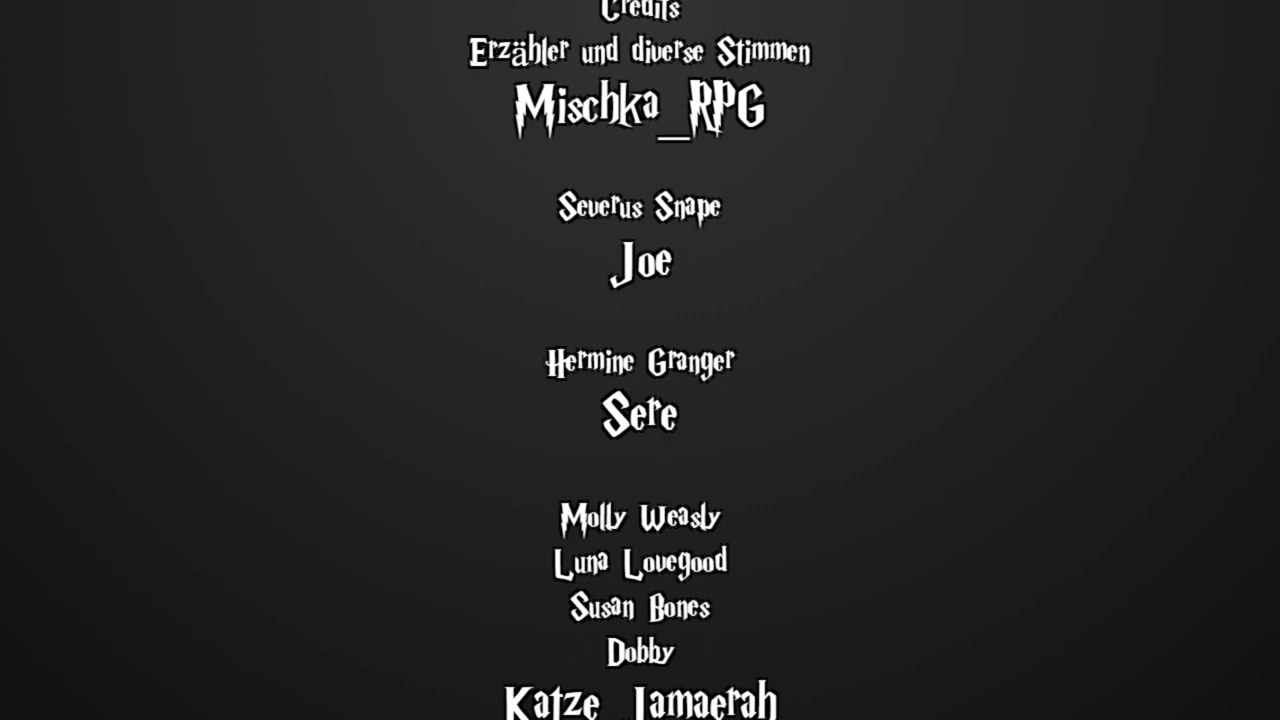 Credits
Erzähler und diverse Stimmen
Mischka_RPG
Severus Snape
Joe
Hermine Granger
Sere
Molly Weasly
Luna Lovegood
Susan Bones
Dobby
Katze_Jamaerah